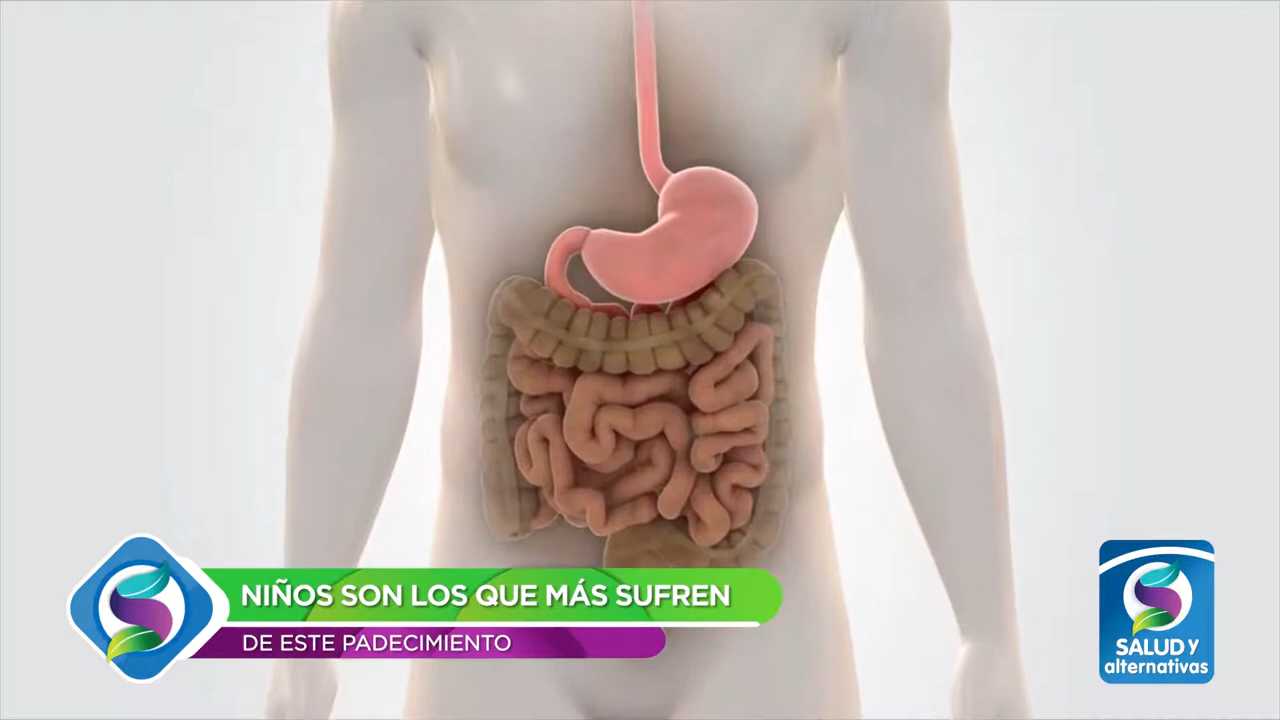 NIÑOS SON LOS QUE MÁS SUFREN
DE ESTE PADECIMIENTO
SALUD Y
alternativas